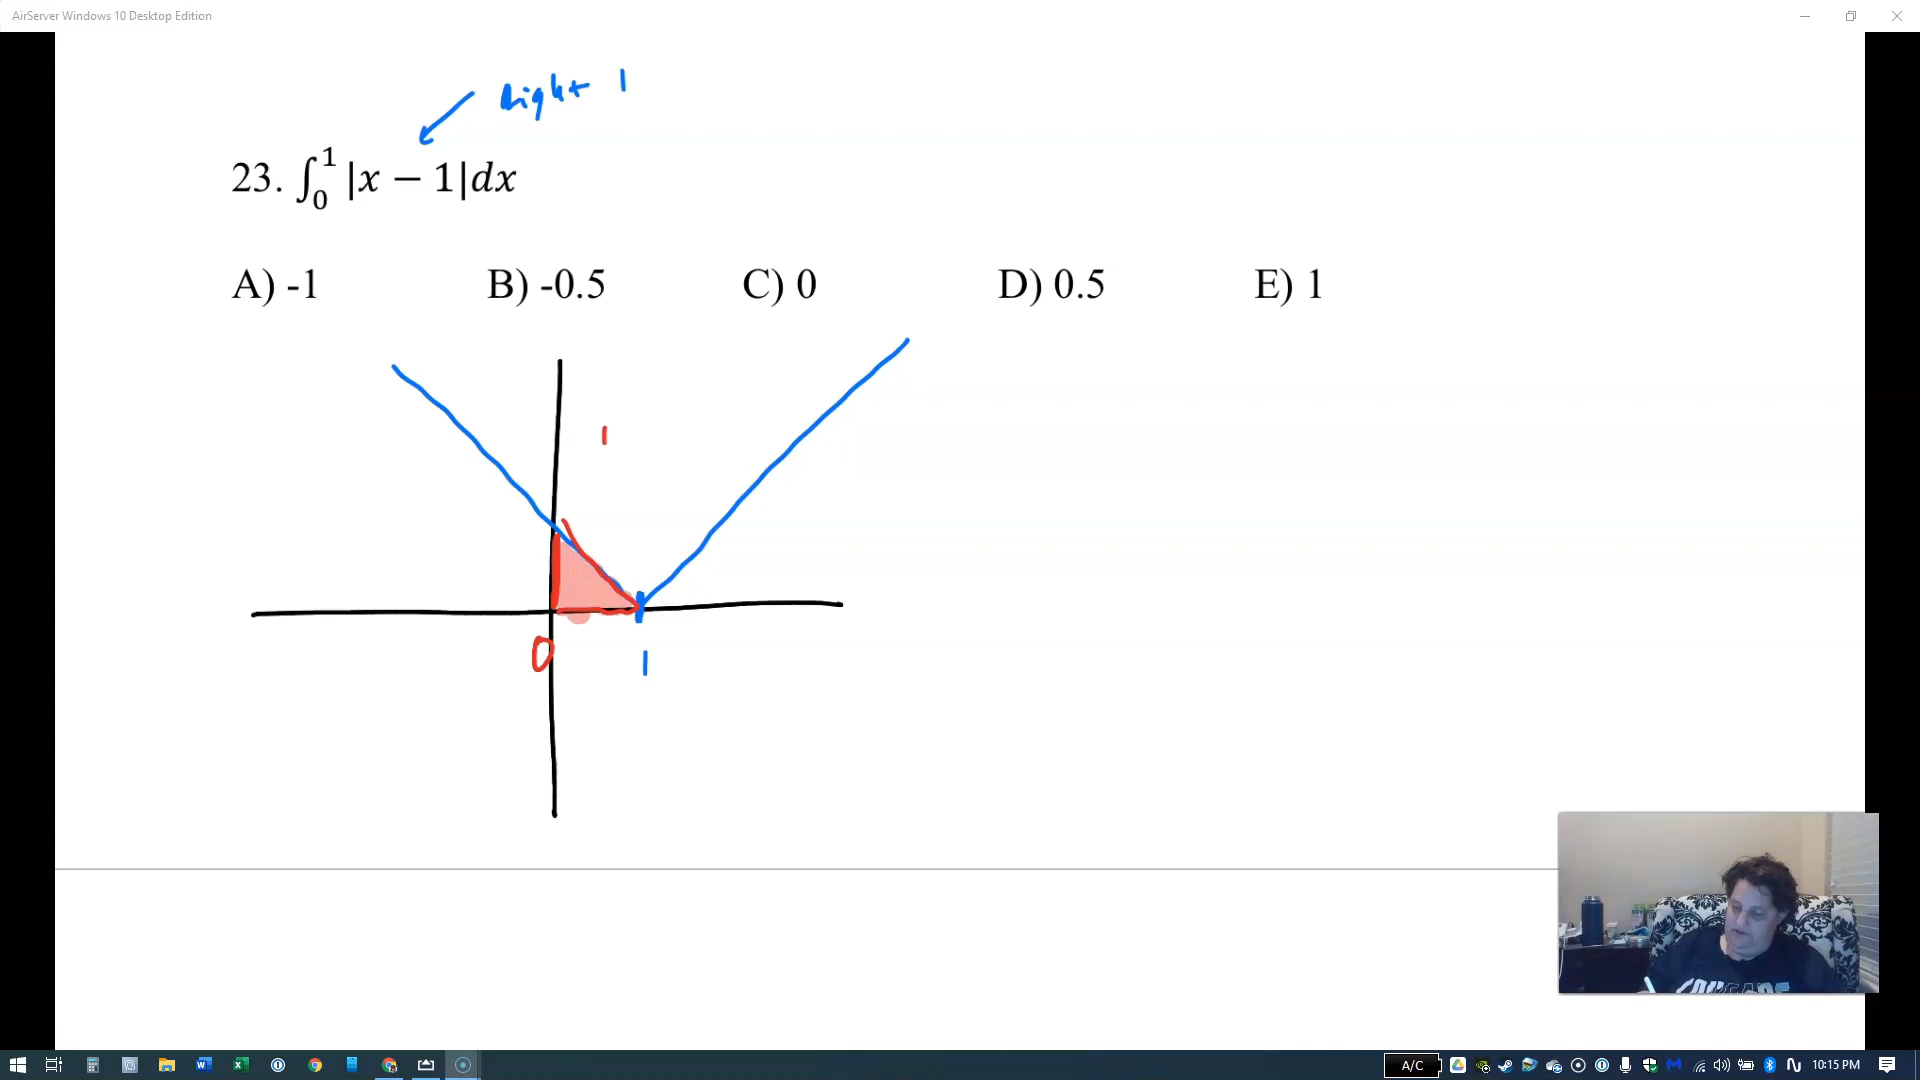 AirServer Windows 10 Desktop Edition
Right 1
23. ∫₀¹ |x − 1|dx
A) -1 B) -0.5 C) 0 D) 0.5 E) 1
1
0 1
A/C 10:15 PM